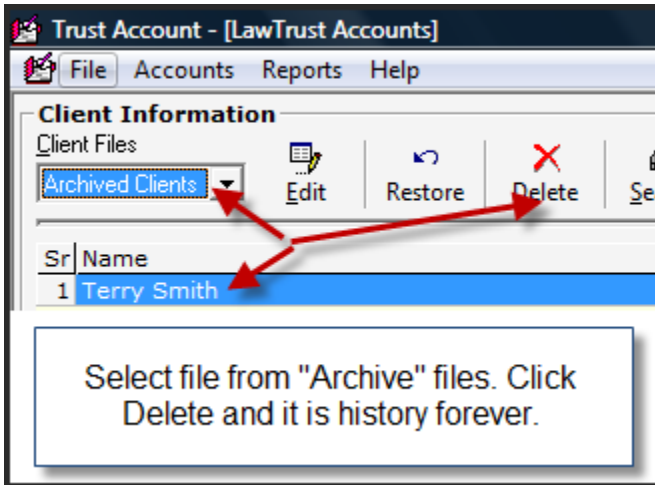 Trust Account - [LawTrust Accounts]
File Accounts Reports Help
Client Information
Client Files
Archived Clients
Edit Restore Delete
Sr Name
1 Terry Smith
Select file from "Archive" files. Click
Delete and it is history forever.